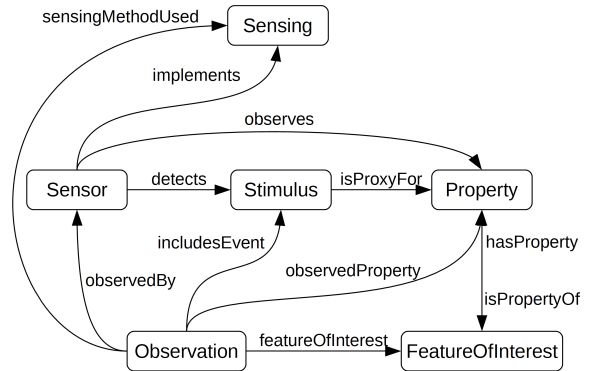 sensingMethodUsed
Sensing
implements
observes
Sensor
detects
Stimulus
isProxyFor
Property
includesEvent
hasProperty
observedBy
observedProperty
isPropertyOf
Observation
featureOfInterest
FeatureOfInterest